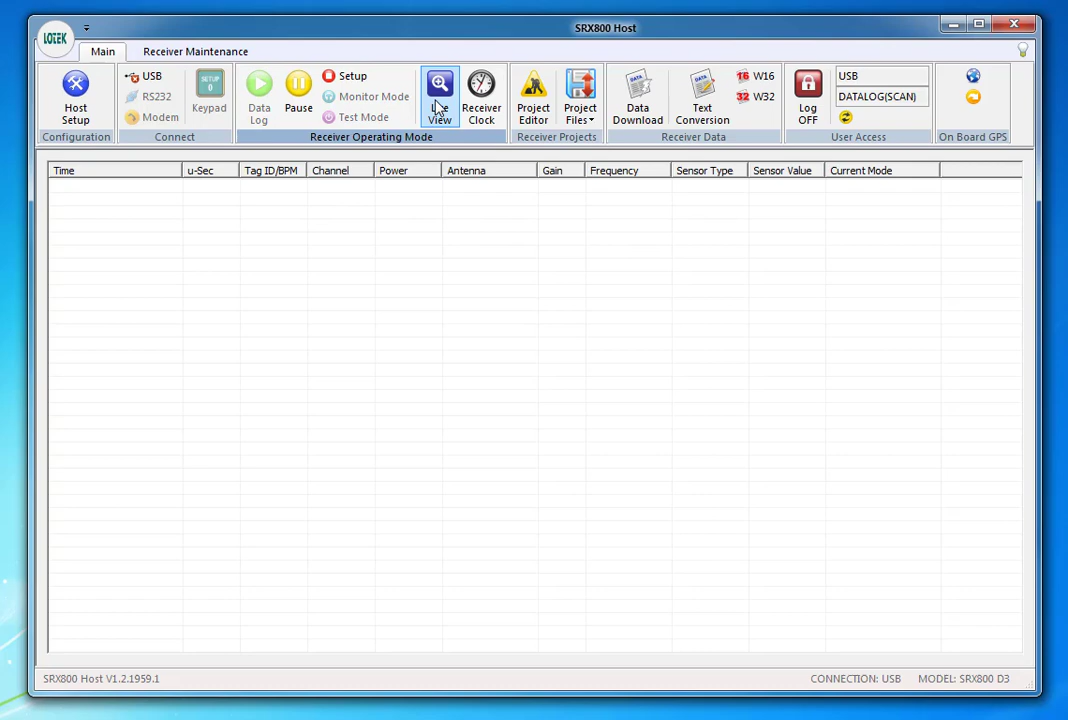 SRX800 Host
LOTEK
Main
Receiver Maintenance
Host Setup
USB
RS232
Modem
SETUP
0
Keypad
Data Log
Pause
Setup
Monitor Mode
Test Mode
View
Receiver Clock
Project Editor
Project Files
Data Download
Text Conversion
16 W16
32 W32
Log OFF
USB
DATALOG(SCAN)
Configuration
Connect
Receiver Operating Mode
Receiver Projects
Receiver Data
User Access
On Board GPS
Time u-Sec Tag ID/BPM Channel Power Antenna Gain Frequency Sensor Type Sensor Value Current Mode
SRX800 Host V1.2.1959.1
CONNECTION: USB
MODEL: SRX800 D3